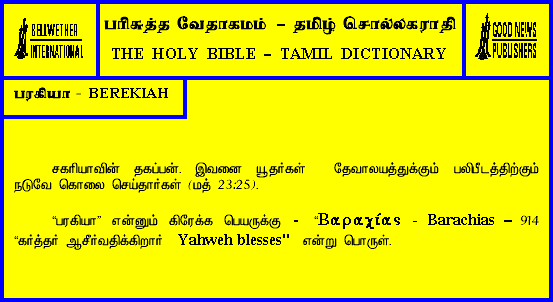 BELLWETHER
INTERNATIONAL
பரிசுத்த வேதாகமம் – தமிழ் சொல்லகராதி
THE HOLY BIBLE – TAMIL DICTIONARY
GOOD NEWS
PUBLISHERS
பரகியா - BEREKIAH
சகரியாவின் தகப்பன். இவனை யூதர்கள் தேவாலயத்துக்கும் பலிபீடத்திற்கும்
நடுவே கொலை செய்தார்கள் (மத் 23:25).
“பரகியா” என்னும் கிரேக்க பெயருக்கு - “Βαραχίας - Barachias – 914
“கர்த்தர் ஆசீர்வதிக்கிறார் Yahweh blesses" என்று பொருள்.